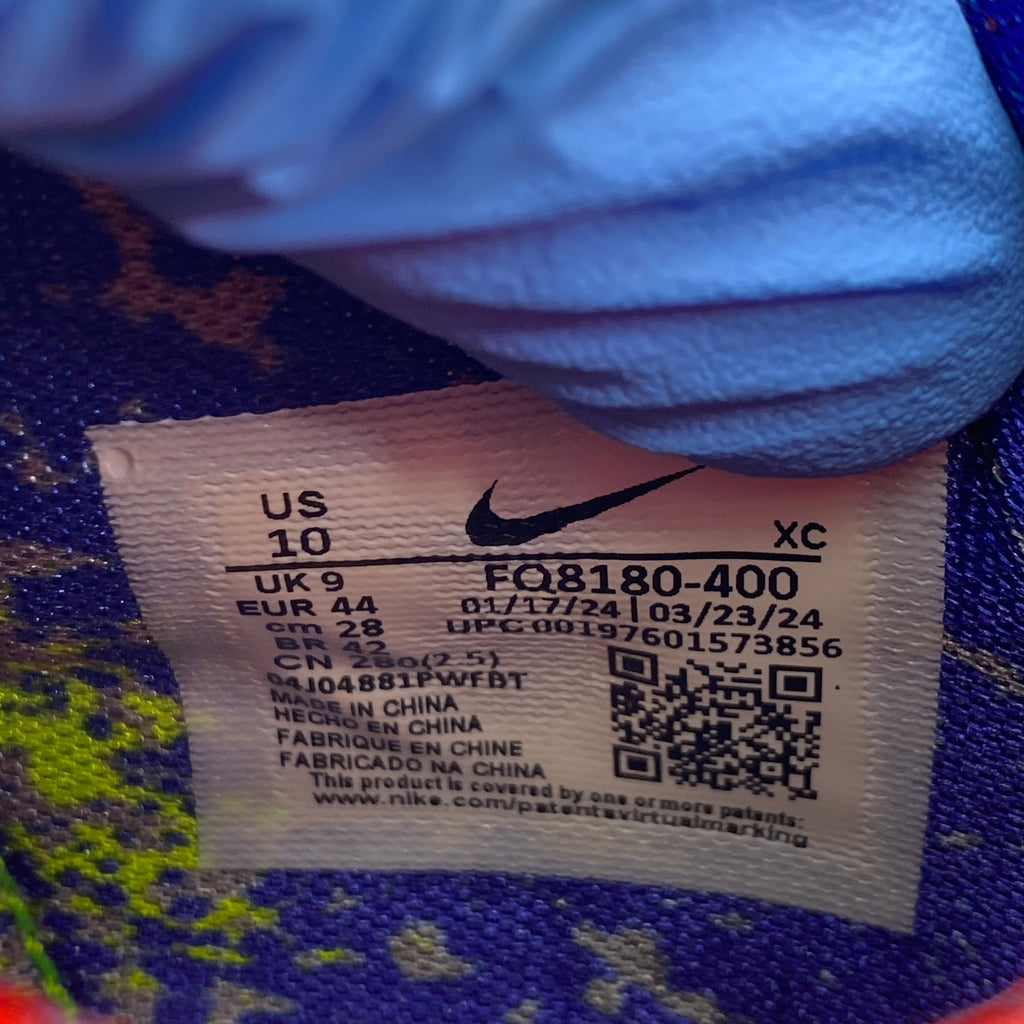 US
10
XC
UK 9
FQ8180-400
EUR 44
01/17/24 | 03/23/24
cm 28
UPC 00197601573856
BR 42
CN 280(2.5)
04J04881PWFBT
MADE IN CHINA
HECHO EN CHINA
FABRIQUE EN CHINE
FABRICADO NA CHINA
This product is covered by one or more patents:
www.nike.com/patentsvirtualmarking